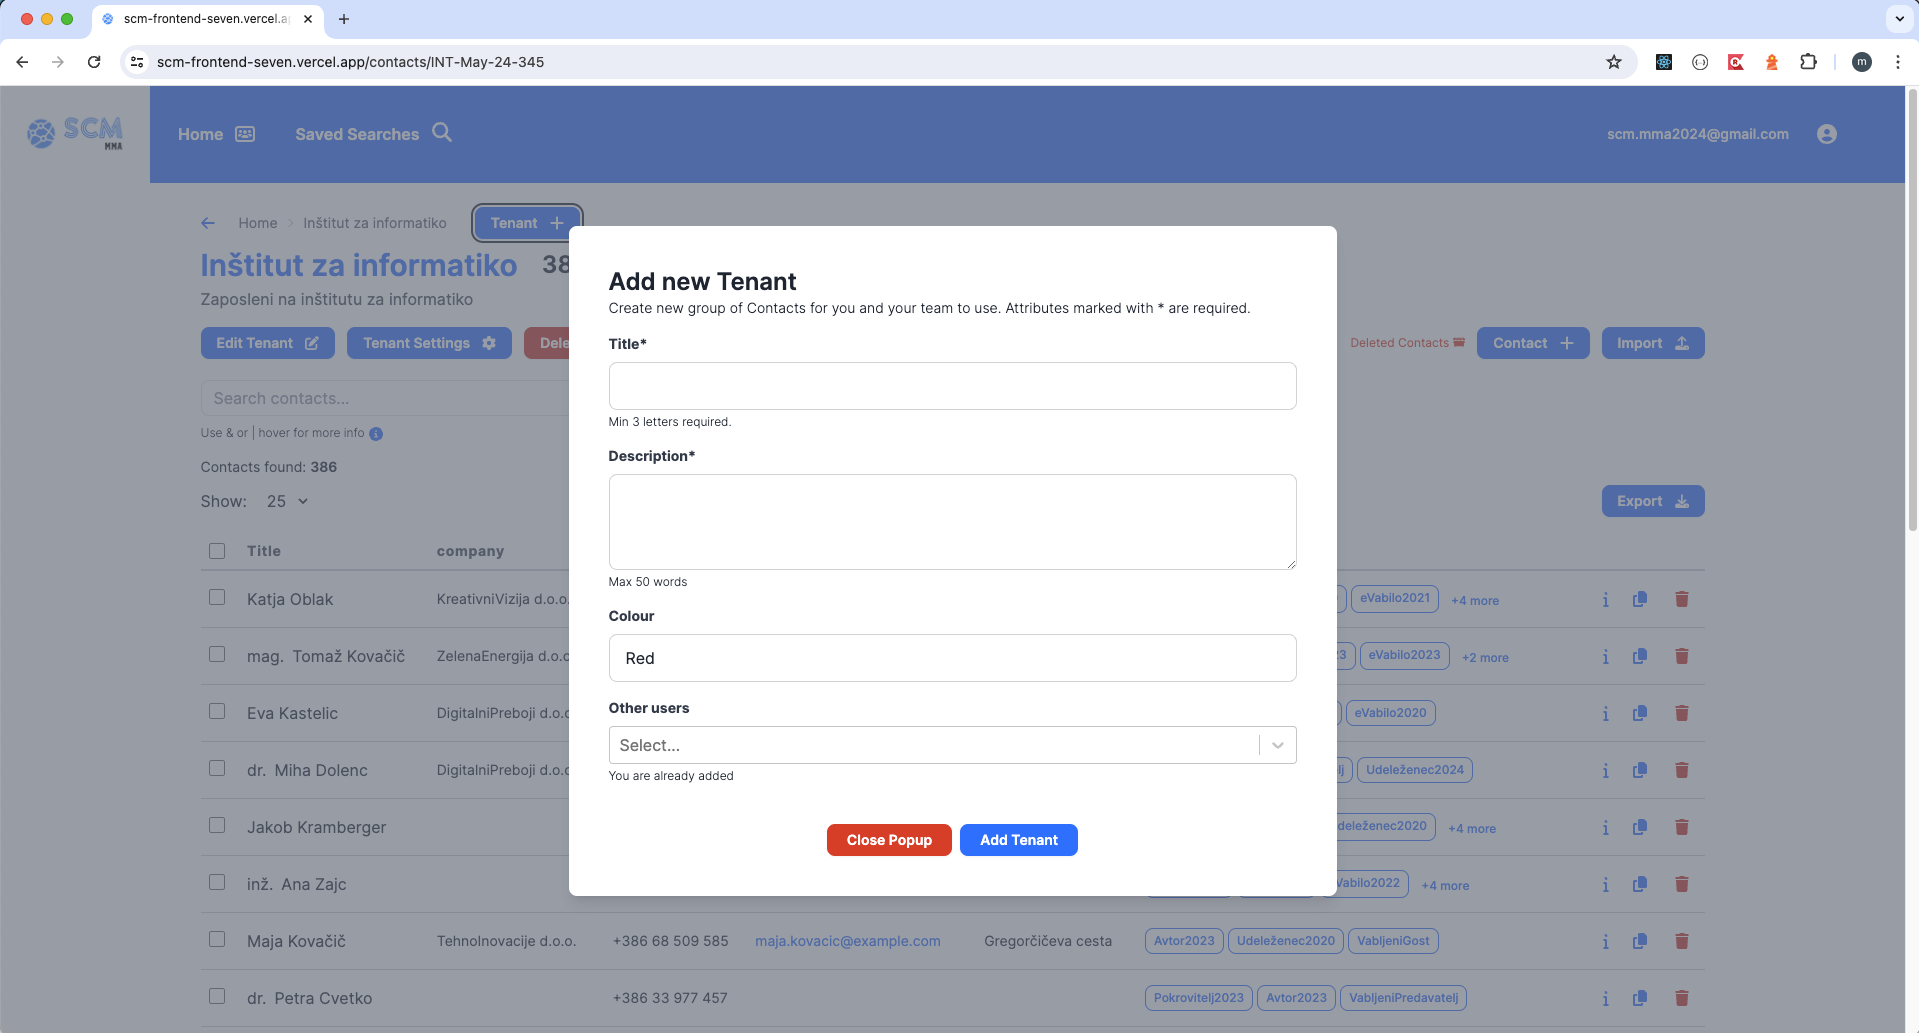 scm-frontend-seven.vercel.a
scm-frontend-seven.vercel.app/contacts/INT-May-24-345
m
SCM
MMA
Home
Saved Searches
scm.mma2024@gmail.com
Home > Inštitut za informatiko
Tenant +
Inštitut za informatiko 38
Zaposleni na inštitutu za informatiko
Edit Tenant
Tenant Settings
Dele
Deleted Contacts
Contact +
Import
Search contacts...
Use & or | hover for more info
Contacts found: 386
Show: 25
Export
Title company
Katja Oblak KreativniVizija d.o.o. eVabilo2021 +4 more
mag. Tomaž Kovačič ZelenaEnergija d.o.o 3 eVabilo2023 +2 more
Eva Kastelic DigitalniPreboji d.o.o eVabilo2020
dr. Miha Dolenc DigitalniPreboji d.o.o lj Udeleženec2024
Jakob Kramberger deleženec2020 +4 more
inž. Ana Zajc Vabilo2022 +4 more
Maja Kovačič TehnoInovacije d.o.o. +386 68 509 585 maja.kovacic@example.com Gregorčičeva cesta Avtor2023 Udeleženec2020 VabljeniGost
dr. Petra Cvetko +386 33 977 457 Pokrovitelj2023 Avtor2023 VabljeniPredavatelj
Add new Tenant
Create new group of Contacts for you and your team to use. Attributes marked with * are required.
Title*
Min 3 letters required.
Description*
Max 50 words
Colour
Red
Other users
Select...
You are already added
Close Popup
Add Tenant